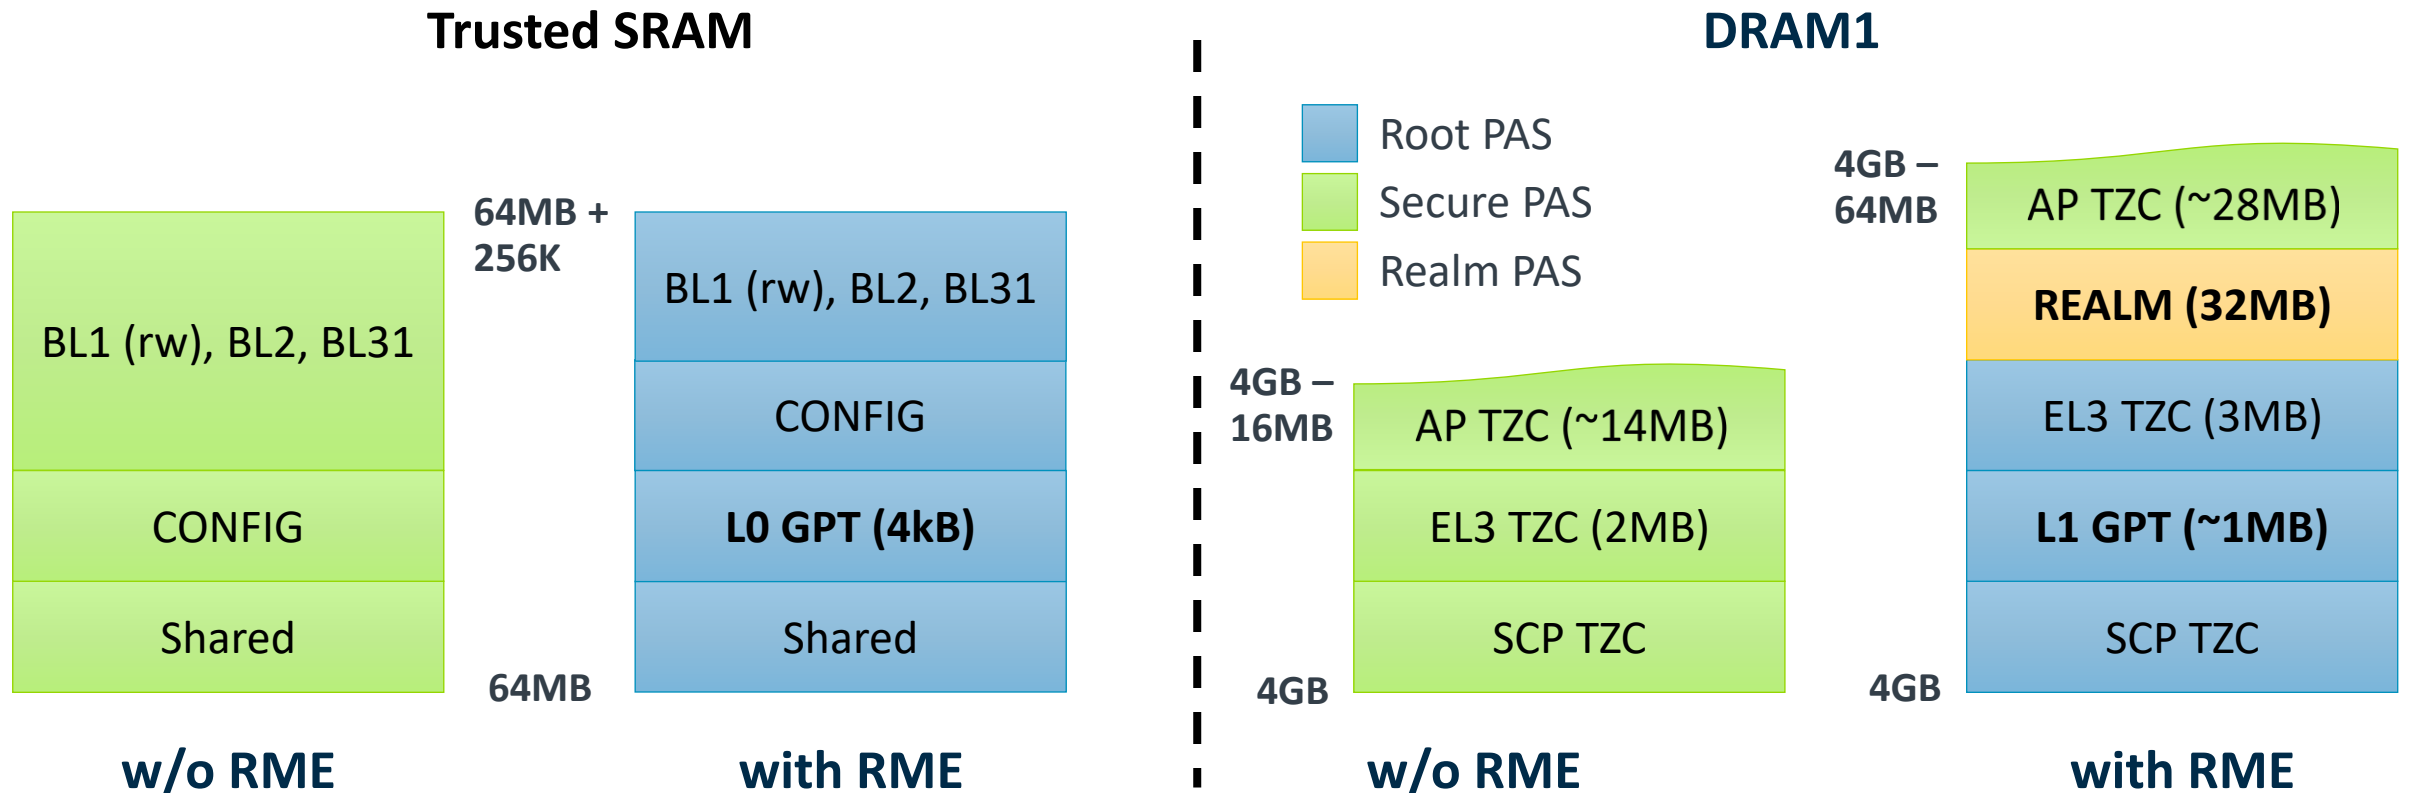 Trusted SRAM
BL1 (rw), BL2, BL31
CONFIG
Shared
w/o RME
64MB +
256K
64MB
BL1 (rw), BL2, BL31
CONFIG
L0 GPT (4kB)
Shared
with RME
DRAM1
Root PAS
Secure PAS
Realm PAS
4GB –
16MB
4GB
AP TZC (~14MB)
EL3 TZC (2MB)
SCP TZC
w/o RME
4GB –
64MB
4GB
AP TZC (~28MB)
REALM (32MB)
EL3 TZC (3MB)
L1 GPT (~1MB)
SCP TZC
with RME